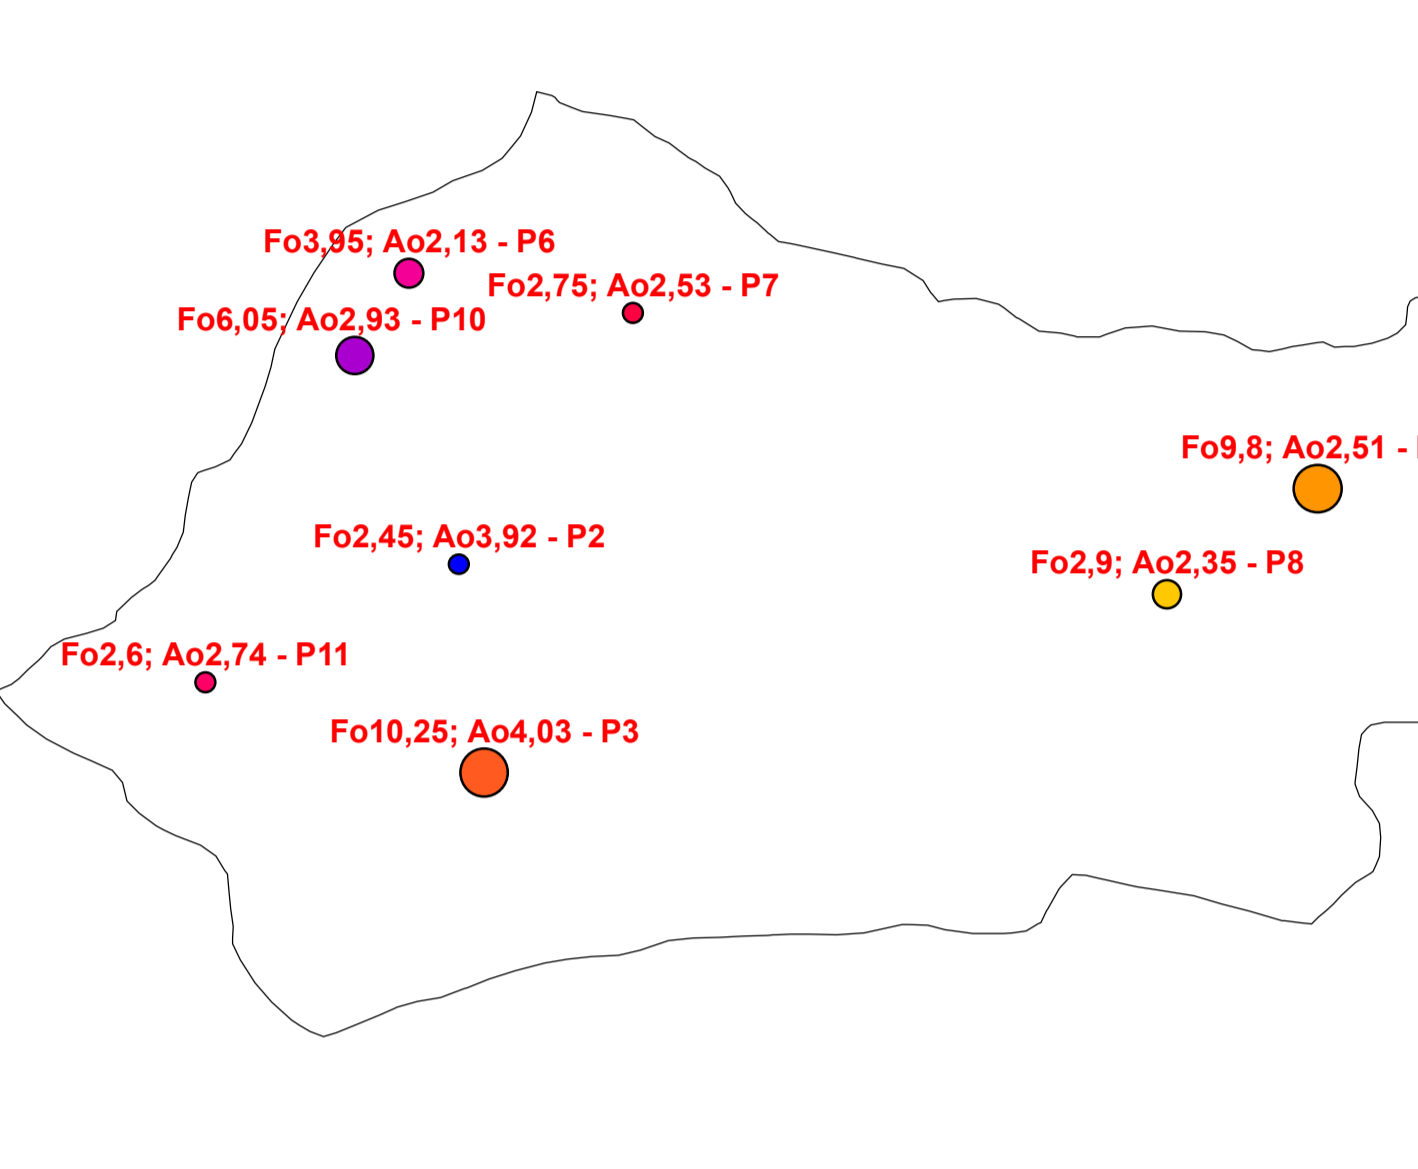 Fo3,95; Ao2,13 - P6
Fo2,75; Ao2,53 - P7
Fo6,05; Ao2,93 - P10
Fo9,8; Ao2,51 -
Fo2,45; Ao3,92 - P2
Fo2,9; Ao2,35 - P8
Fo2,6; Ao2,74 - P11
Fo10,25; Ao4,03 - P3